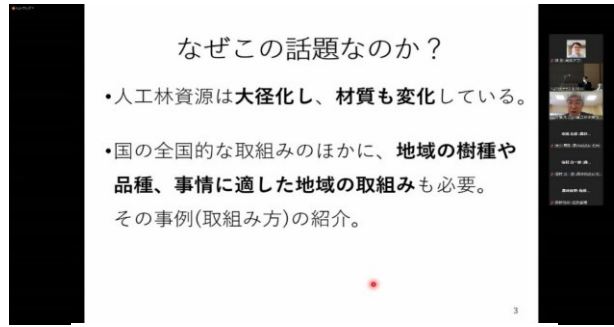 なぜこの話題なのか？
•人工林資源は大径化し、材質も変化している。
•国の全国的な取組みのほかに、地域の樹種や
品種、事情に適した地域の取組みも必要。
その事例(取組み方)の紹介。
3